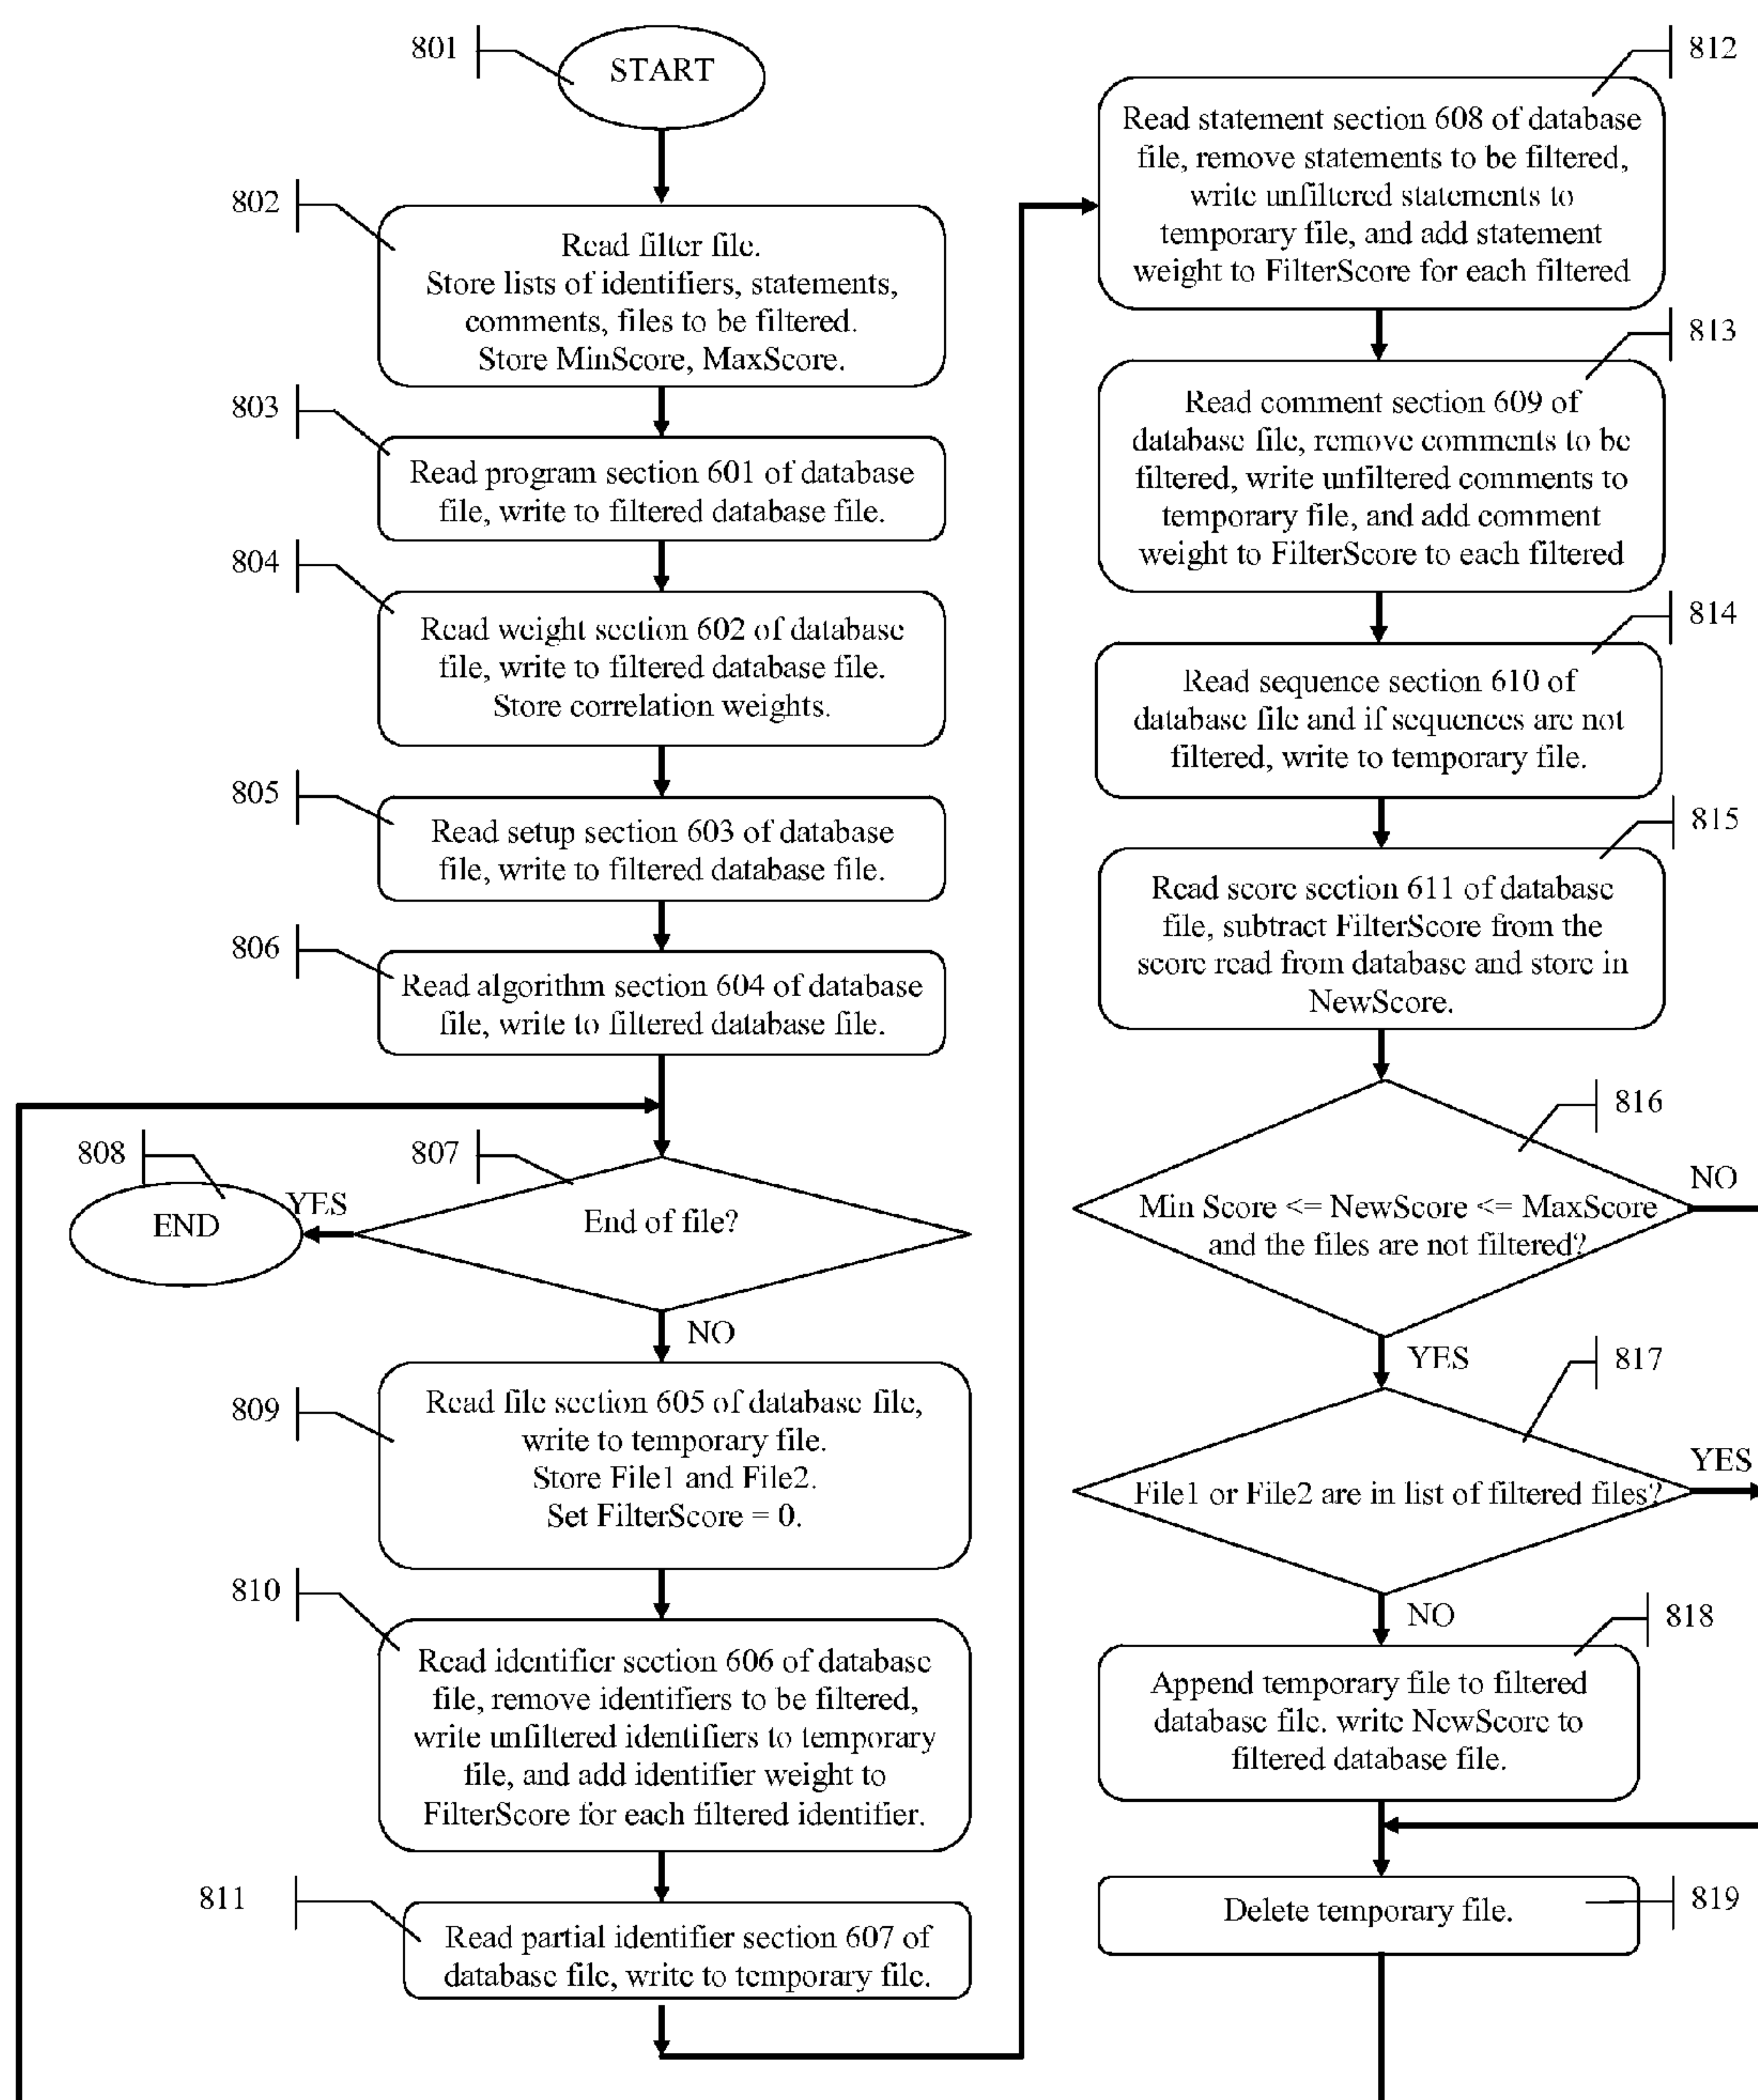 801
START
802
Read filter file.
Store lists of identifiers, statements,
comments, files to be filtered.
Store MinScore, MaxScore.
803
Read program section 601 of database
file, write to filtered database file.
804
Read weight section 602 of database
file, write to filtered database file.
Store correlation weights.
805
Read setup section 603 of database
file, write to filtered database file.
806
Read algorithm section 604 of database
file, write to filtered database file.
807
End of file?
808
YES
END
NO
809
Read file section 605 of database file,
write to temporary file.
Store File1 and File2.
Set FilterScore = 0.
810
Read identifier section 606 of database
file, remove identifiers to be filtered,
write unfiltered identifiers to temporary
file, and add identifier weight to
FilterScore for each filtered identifier.
811
Read partial identifier section 607 of
database file, write to temporary file.
812
Read statement section 608 of database
file, remove statements to be filtered,
write unfiltered statements to
temporary file, and add statement
weight to FilterScore for each filtered
813
Read comment section 609 of
database file, remove comments to be
filtered, write unfiltered comments to
temporary file, and add comment
weight to FilterScore to each filtered
814
Read sequence section 610 of
database file and if sequences are not
filtered, write to temporary file.
815
Read score section 611 of database
file, subtract FilterScore from the
score read from database and store in
NewScore.
816
Min Score <= NewScore <= MaxScore
and the files are not filtered?
NO
YES
817
File1 or File2 are in list of filtered files?
YES
NO
818
Append temporary file to filtered
database file. write NewScore to
filtered database file.
819
Delete temporary file.